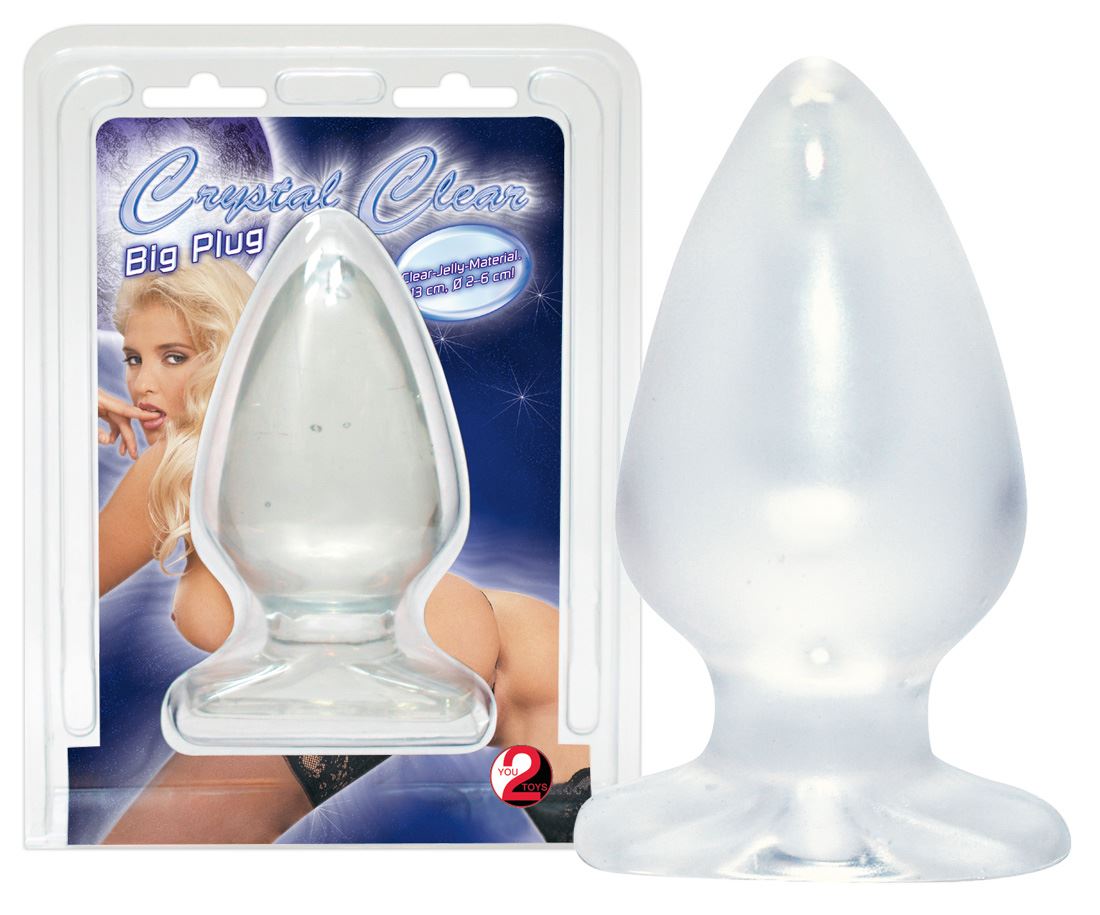 Crystal Clear
Big Plug
Clear-Jelly-Material.
13 cm, Ø 2–6 cm!
YOU
2
TOYS